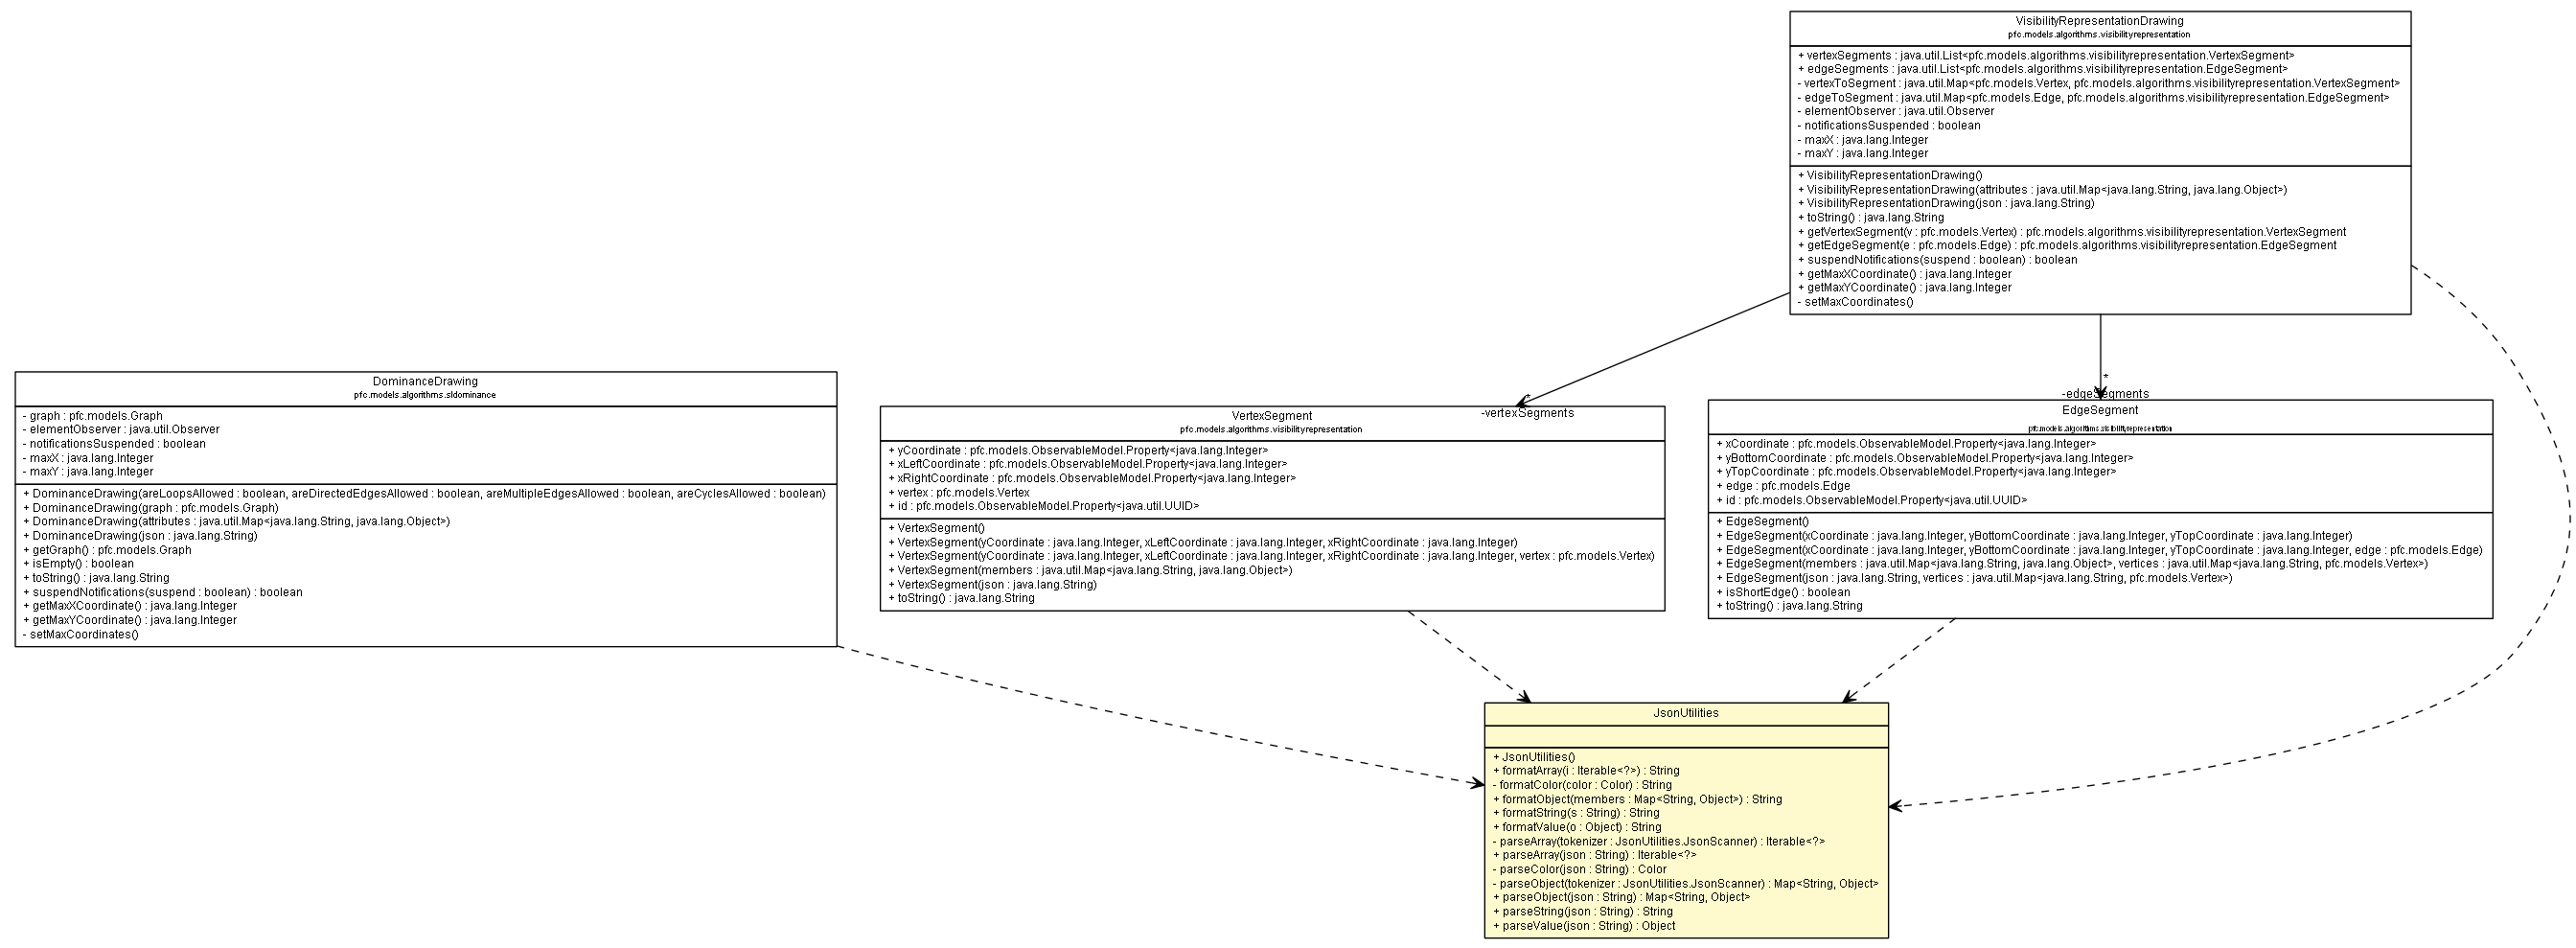 VisibilityRepresentationDrawing
pfc.models.algorithms.visibilityrepresentation
+ vertexSegments : java.util.List<pfc.models.algorithms.visibilityrepresentation.VertexSegment>
+ edgeSegments : java.util.List<pfc.models.algorithms.visibilityrepresentation.EdgeSegment>
- vertexToSegment : java.util.Map<pfc.models.Vertex, pfc.models.algorithms.visibilityrepresentation.VertexSegment>
- edgeToSegment : java.util.Map<pfc.models.Edge, pfc.models.algorithms.visibilityrepresentation.EdgeSegment>
- elementObserver : java.util.Observer
- notificationsSuspended : boolean
- maxX : java.lang.Integer
- maxY : java.lang.Integer
+ VisibilityRepresentationDrawing()
+ VisibilityRepresentationDrawing(attributes : java.util.Map<java.lang.String, java.lang.Object>)
+ VisibilityRepresentationDrawing(json : java.lang.String)
+ toString() : java.lang.String
+ getVertexSegment(v : pfc.models.Vertex) : pfc.models.algorithms.visibilityrepresentation.VertexSegment
+ getEdgeSegment(e : pfc.models.Edge) : pfc.models.algorithms.visibilityrepresentation.EdgeSegment
+ suspendNotifications(suspend : boolean) : boolean
+ getMaxXCoordinate() : java.lang.Integer
+ getMaxYCoordinate() : java.lang.Integer
- setMaxCoordinates()
DominanceDrawing
pfc.models.algorithms.sldominance
- graph : pfc.models.Graph
- elementObserver : java.util.Observer
- notificationsSuspended : boolean
- maxX : java.lang.Integer
- maxY : java.lang.Integer
+ DominanceDrawing(areLoopsAllowed : boolean, areDirectedEdgesAllowed : boolean, areMultipleEdgesAllowed : boolean, areCyclesAllowed : boolean)
+ DominanceDrawing(graph : pfc.models.Graph)
+ DominanceDrawing(attributes : java.util.Map<java.lang.String, java.lang.Object>)
+ DominanceDrawing(json : java.lang.String)
+ getGraph() : pfc.models.Graph
+ isEmpty() : boolean
+ toString() : java.lang.String
+ suspendNotifications(suspend : boolean) : boolean
+ getMaxXCoordinate() : java.lang.Integer
+ getMaxYCoordinate() : java.lang.Integer
- setMaxCoordinates()
*
-vertexSegments
VertexSegment
pfc.models.algorithms.visibilityrepresentation
+ yCoordinate : pfc.models.ObservableModel.Property<java.lang.Integer>
+ xLeftCoordinate : pfc.models.ObservableModel.Property<java.lang.Integer>
+ xRightCoordinate : pfc.models.ObservableModel.Property<java.lang.Integer>
+ vertex : pfc.models.Vertex
+ id : pfc.models.ObservableModel.Property<java.util.UUID>
+ VertexSegment()
+ VertexSegment(yCoordinate : java.lang.Integer, xLeftCoordinate : java.lang.Integer, xRightCoordinate : java.lang.Integer)
+ VertexSegment(yCoordinate : java.lang.Integer, xLeftCoordinate : java.lang.Integer, xRightCoordinate : java.lang.Integer, vertex : pfc.models.Vertex)
+ VertexSegment(members : java.util.Map<java.lang.String, java.lang.Object>)
+ VertexSegment(json : java.lang.String)
+ toString() : java.lang.String
*
-edgeSegments
EdgeSegment
pfc.models.algorithms.visibilityrepresentation
+ xCoordinate : pfc.models.ObservableModel.Property<java.lang.Integer>
+ yBottomCoordinate : pfc.models.ObservableModel.Property<java.lang.Integer>
+ yTopCoordinate : pfc.models.ObservableModel.Property<java.lang.Integer>
+ edge : pfc.models.Edge
+ id : pfc.models.ObservableModel.Property<java.util.UUID>
+ EdgeSegment()
+ EdgeSegment(xCoordinate : java.lang.Integer, yBottomCoordinate : java.lang.Integer, yTopCoordinate : java.lang.Integer)
+ EdgeSegment(xCoordinate : java.lang.Integer, yBottomCoordinate : java.lang.Integer, yTopCoordinate : java.lang.Integer, edge : pfc.models.Edge)
+ EdgeSegment(members : java.util.Map<java.lang.String, java.lang.Object>, vertices : java.util.Map<java.lang.String, pfc.models.Vertex>)
+ EdgeSegment(json : java.lang.String, vertices : java.util.Map<java.lang.String, pfc.models.Vertex>)
+ isShortEdge() : boolean
+ toString() : java.lang.String
JsonUtilities
+ JsonUtilities()
+ formatArray(i : Iterable<?>) : String
- formatColor(color : Color) : String
+ formatObject(members : Map<String, Object>) : String
+ formatString(s : String) : String
+ formatValue(o : Object) : String
- parseArray(tokenizer : JsonUtilities.JsonScanner) : Iterable<?>
+ parseArray(json : String) : Iterable<?>
- parseColor(json : String) : Color
- parseObject(tokenizer : JsonUtilities.JsonScanner) : Map<String, Object>
+ parseObject(json : String) : Map<String, Object>
+ parseString(json : String) : String
+ parseValue(json : String) : Object